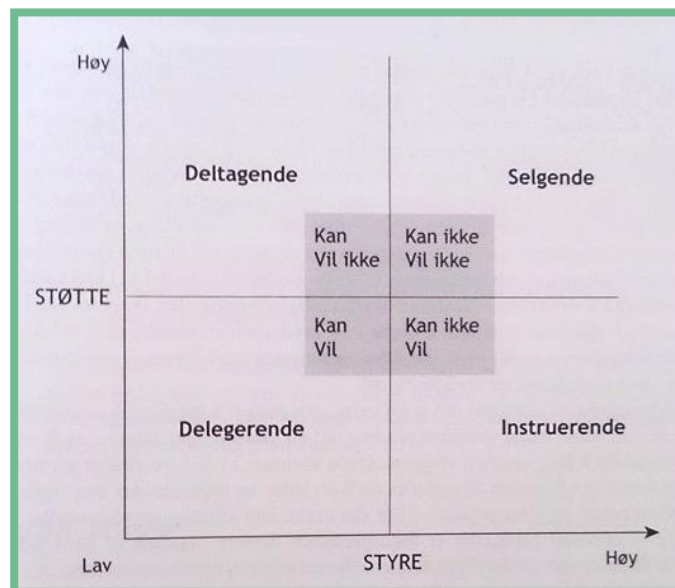 Høy
Deltagende
Selgende
Kan
Vil ikke
Kan ikke
Vil ikke
STØTTE
Kan
Vil
Kan ikke
Vil
Delegerende
Instruerende
Lav
STYRE
Høy